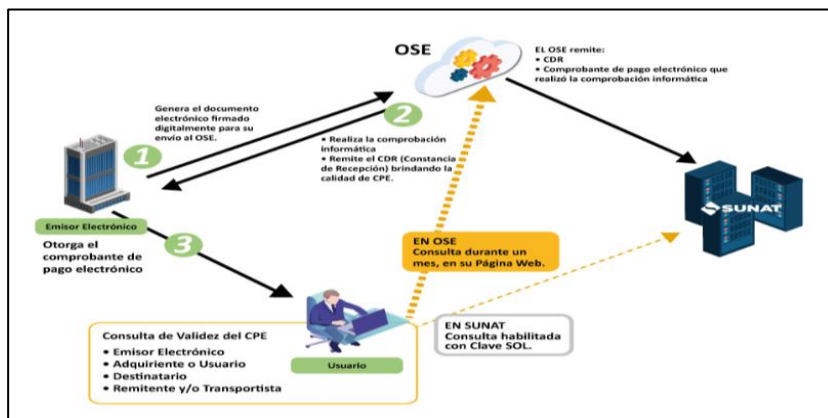 OSE
EL OSE remite:
• CDR
• Comprobante de pago electrónico que
realizó la comprobación informática
Genera el documento
electrónico firmado
digitalmente para su
envío al OSE.
1
2
• Realiza la comprobación
informática
• Remite el CDR (Constancia
de Recepción) brindando la
calidad de CPE.
SUNAT
Emisor Electrónico
Otorga el
comprobante de
pago electrónico
3
EN OSE
Consulta durante un
mes, en su Página Web.
EN SUNAT
Consulta habilitada
con Clave SOL.
Consulta de Validez del CPE
• Emisor Electrónico
• Adquiriente o Usuario
• Destinatario
• Remitente y/o Transportista
Usuario